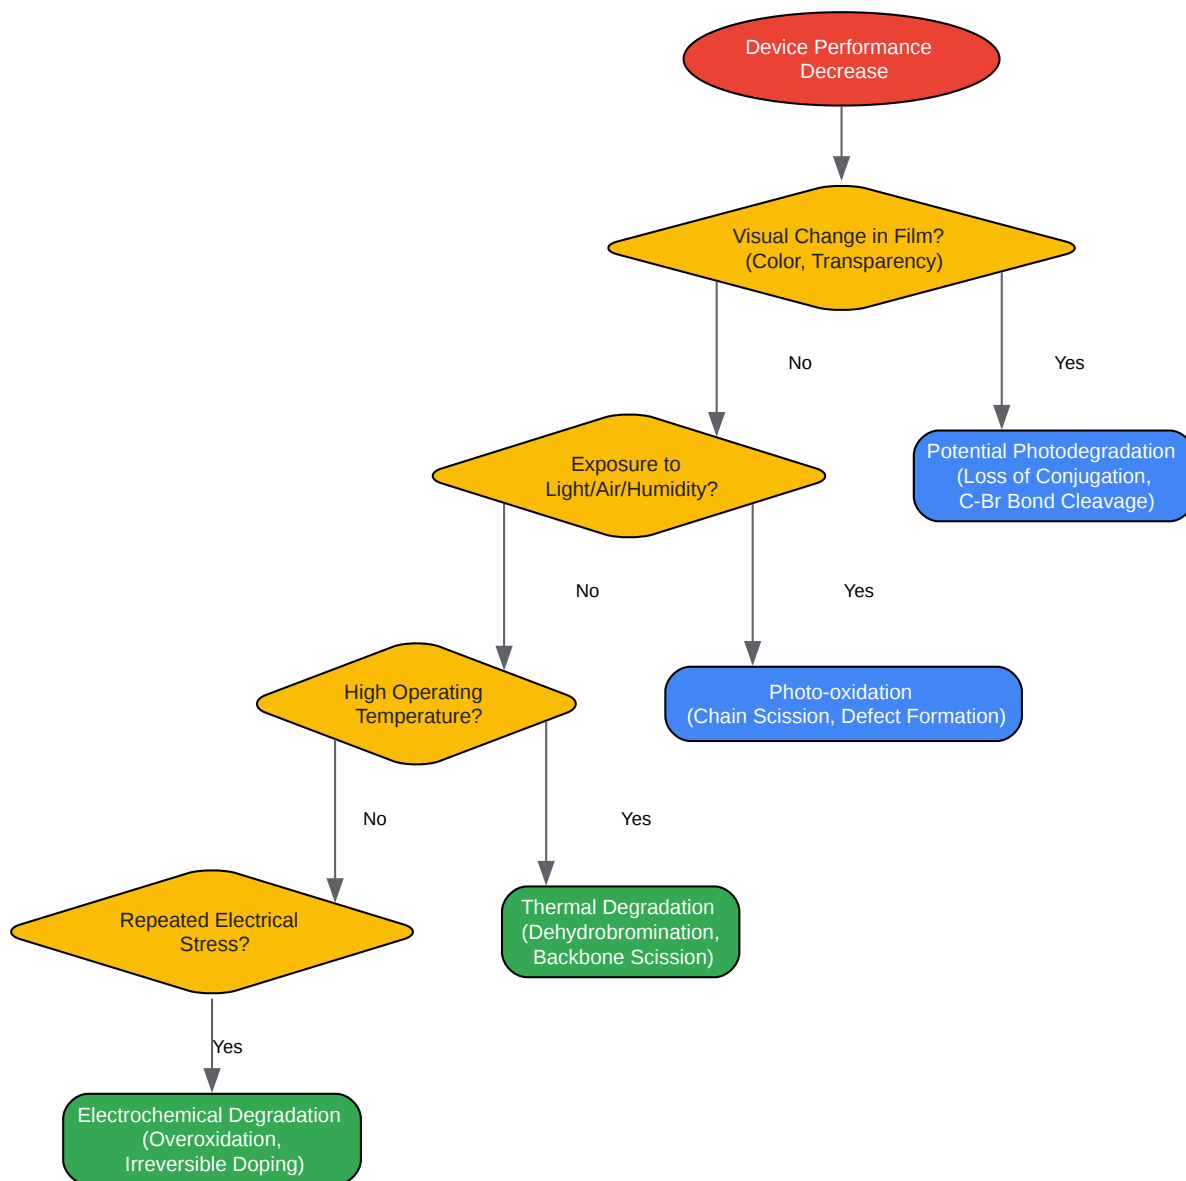 Device Performance
Decrease
Visual Change in Film?
(Color, Transparency)
No
Yes
Exposure to
Light/Air/Humidity?
Potential Photodegradation
(Loss of Conjugation,
C-Br Bond Cleavage)
No
Yes
High Operating
Temperature?
Photo-oxidation
(Chain Scission, Defect Formation)
No
Yes
Repeated Electrical
Stress?
Thermal Degradation
(Dehydrobromination,
Backbone Scission)
Yes
Electrochemical Degradation
(Overoxidation,
Irreversible Doping)